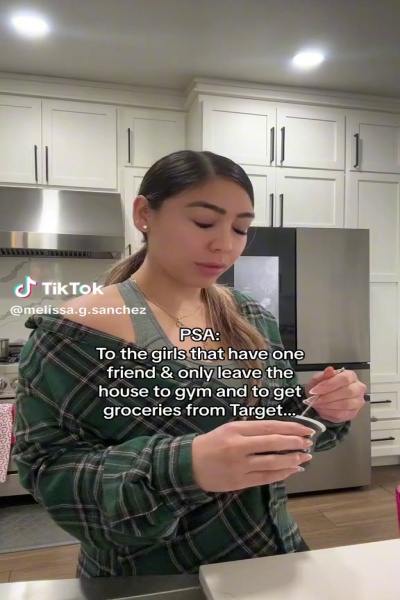 TikTok
@melissa.g.sanchez
PSA:
To the girls that have one
friend & only leave the
house to gym and to get
groceries from Target...